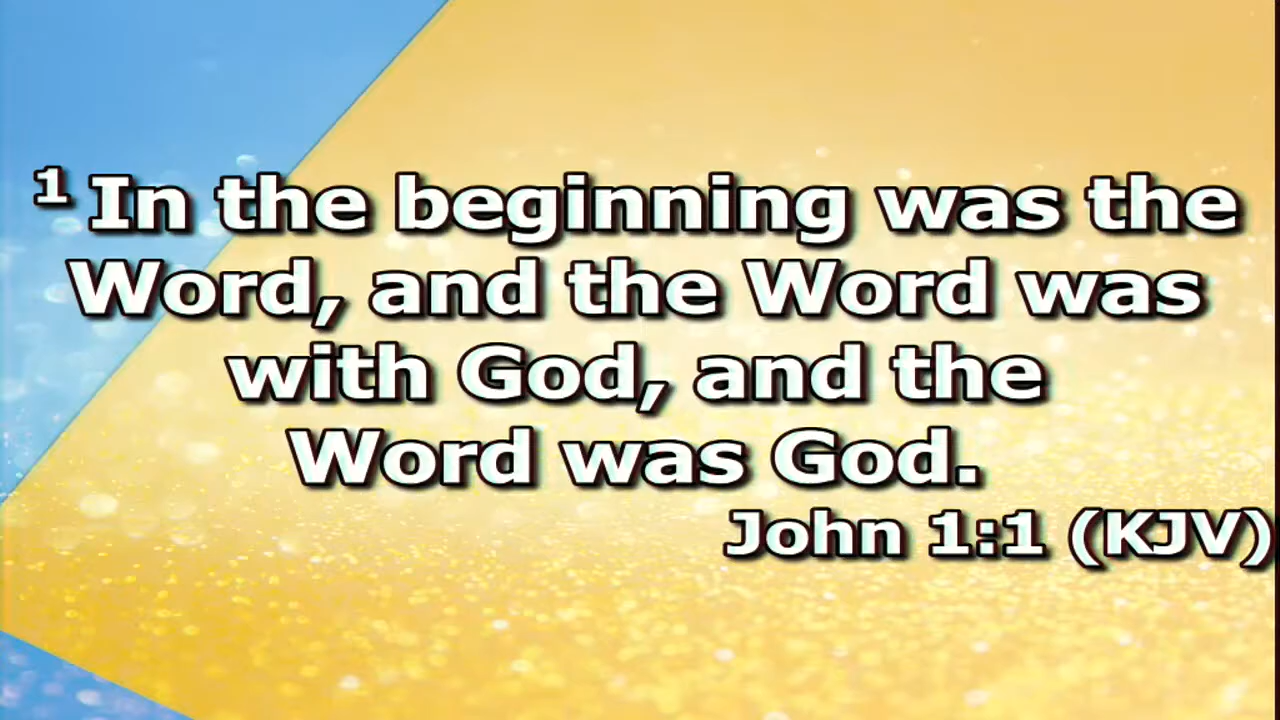 1 In the beginning was the
Word, and the Word was
with God, and the
Word was God.
John 1:1 (KJV)